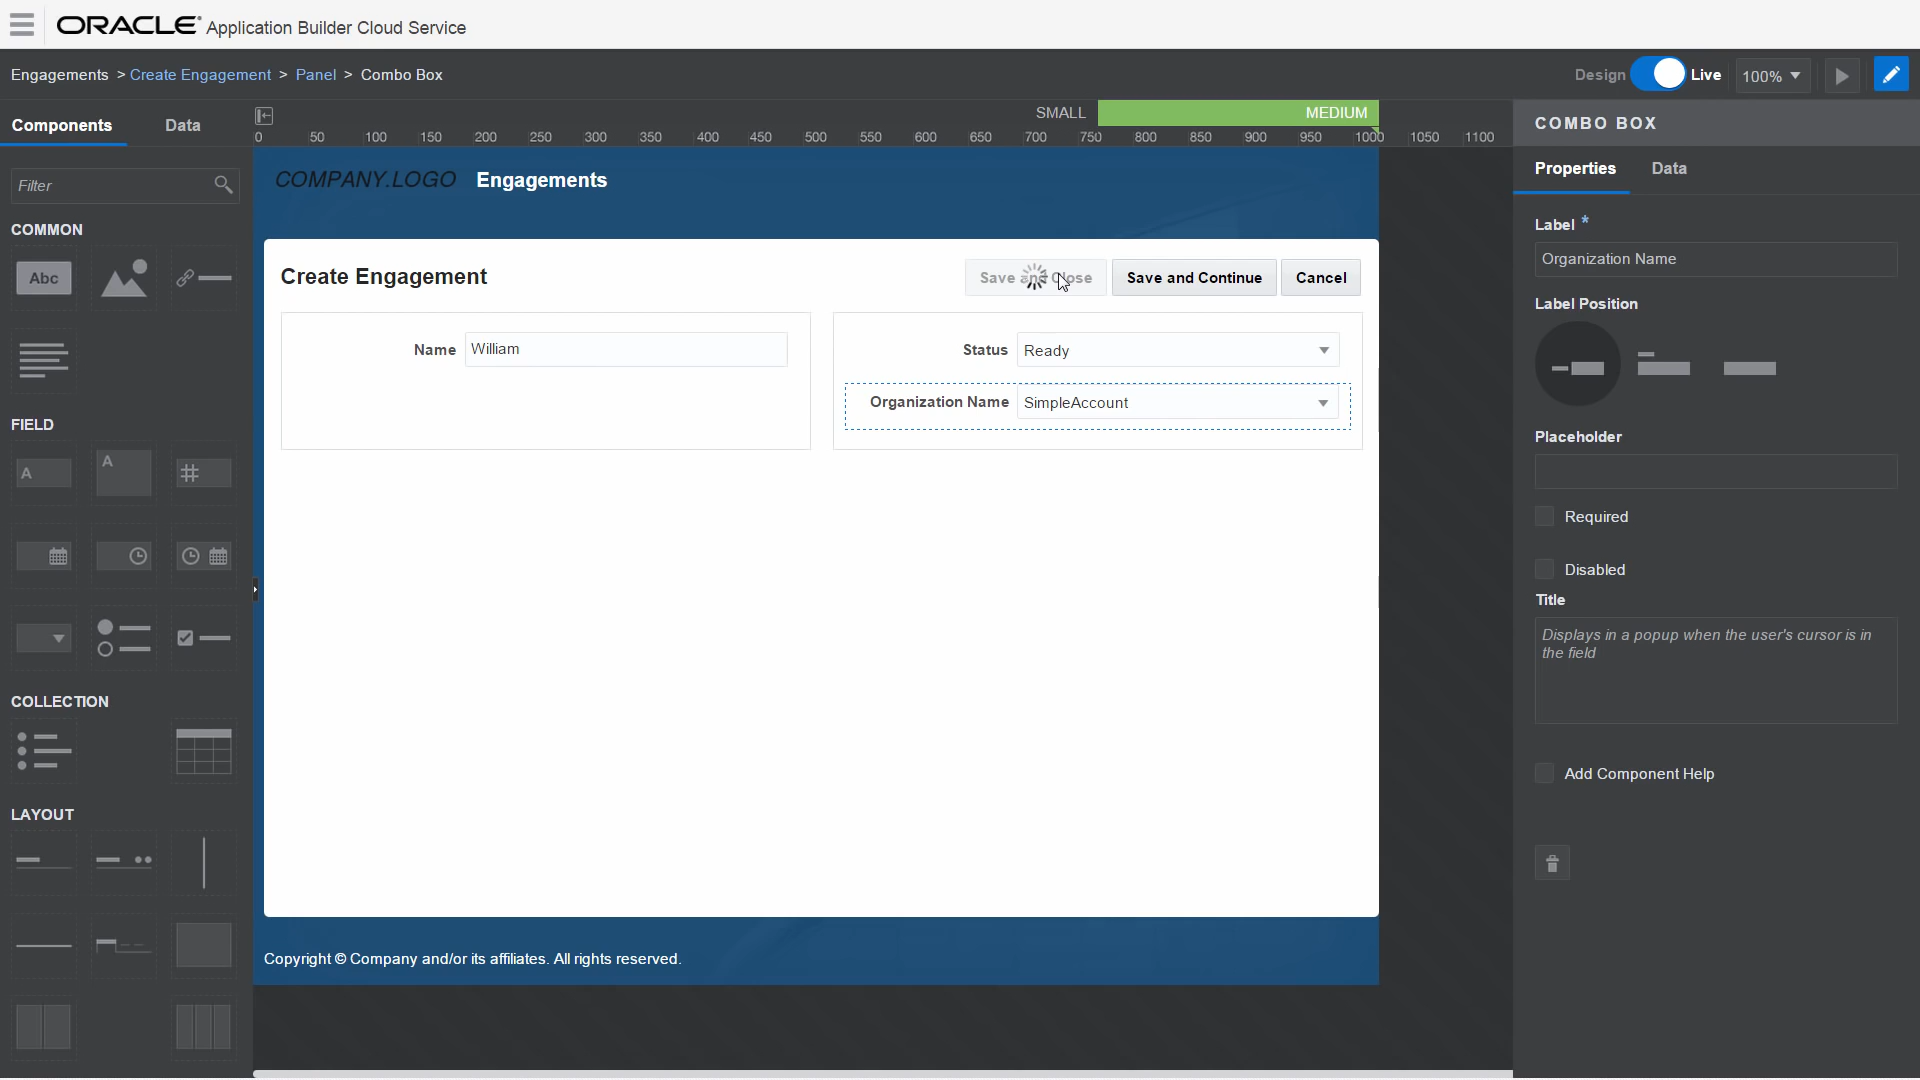 ORACLE Application Builder Cloud Service
Engagements > Create Engagement > Panel > Combo Box
Design Live 100%
Components Data
SMALL MEDIUM
0 50 100 150 200 250 300 350 400 450 500 550 600 650 700 750 800 850 900 950 1000 1050 1100
Filter
COMMON
Abc
FIELD
A A #
COLLECTION
LAYOUT
COMPANY.LOGO Engagements
Create Engagement
Save and Close Save and Continue Cancel
Name William
Status Ready
Organization Name SimpleAccount
Copyright © Company and/or its affiliates. All rights reserved.
COMBO BOX
Properties Data
Label *
Organization Name
Label Position
Placeholder
Required
Disabled
Title
Displays in a popup when the user's cursor is in
the field
Add Component Help